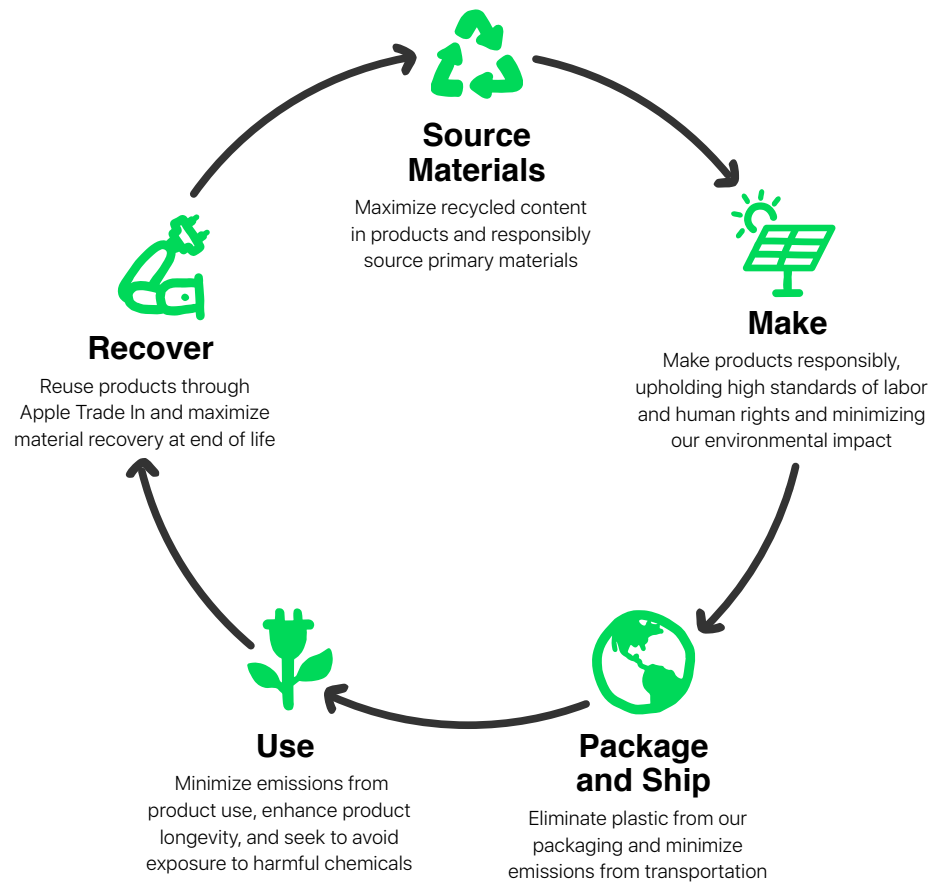 Source
Materials
Maximize recycled content
in products and responsibly
source primary materials
Make
Make products responsibly,
upholding high standards of labor
and human rights and minimizing
our environmental impact
Package
and Ship
Eliminate plastic from our
packaging and minimize
emissions from transportation
Use
Minimize emissions from
product use, enhance product
longevity, and seek to avoid
exposure to harmful chemicals
Recover
Reuse products through
Apple Trade In and maximize
material recovery at end of life